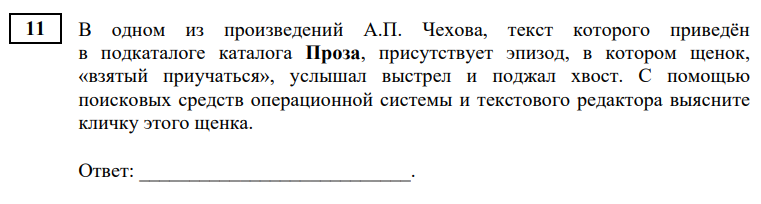 11
В одном из произведений А.П. Чехова, текст которого приведён
в подкаталоге каталога Проза, присутствует эпизод, в котором щенок,
«взятый приучаться», услышал выстрел и поджал хвост. С помощью
поисковых средств операционной системы и текстового редактора выясните
кличку этого щенка.
Ответ: ___________________________.